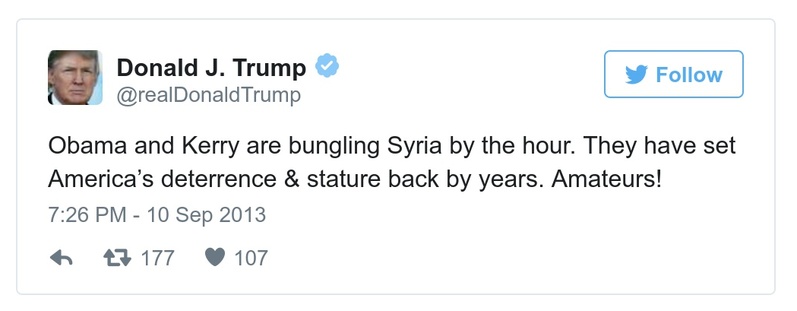 Donald J. Trump
@realDonaldTrump
Follow
Obama and Kerry are bungling Syria by the hour. They have set
America’s deterrence & stature back by years. Amateurs!
7:26 PM - 10 Sep 2013
177 107